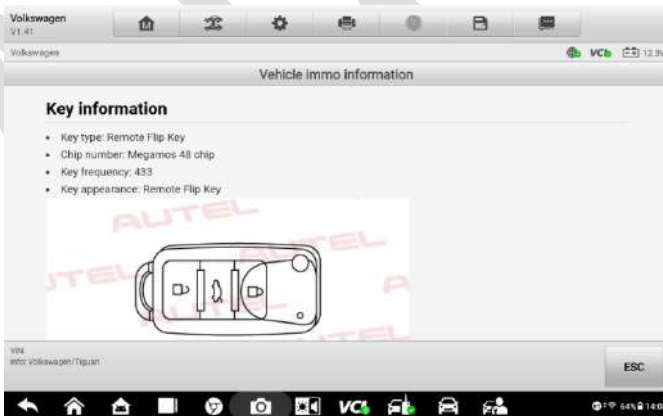 Volkswagen
V1.41
Volkswagen
VCI
12.3V
Vehicle immo information
Key information
• Key type: Remote Flip Key
• Chip number: Megamos 48 chip
• Key frequency: 433
• Key appearance: Remote Flip Key
AUTEL
AUTEL
VIN:
Info: Volkswagen/Tiguan
ESC
VCI
64%